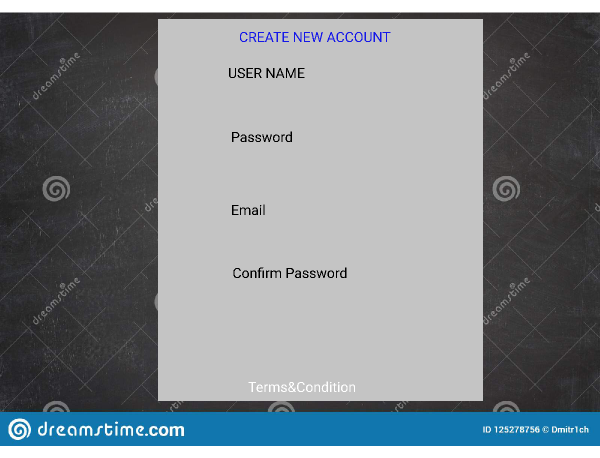 CREATE NEW ACCOUNT
USER NAME
Password
Email
Confirm Password
Terms&Condition
dreamstime
dreamstime
dreamstime
dreamstime
dreamstime.com
ID 125278756 © Dmitr1ch